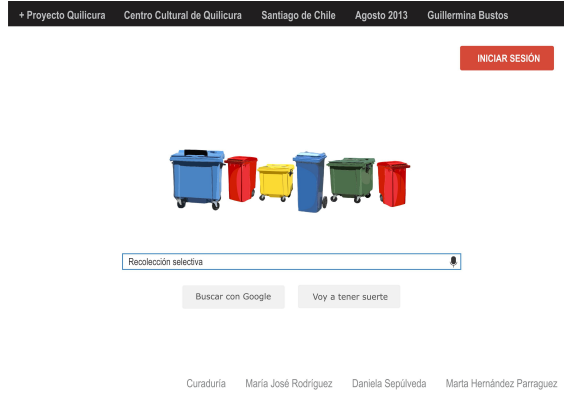 + Proyecto Quilicura Centro Cultural de Quilicura Santiago de Chile Agosto 2013 Guillermina Bustos
INICIAR SESIÓN
Recolección selectiva
Buscar con Google Voy a tener suerte
Curaduría María José Rodríguez Daniela Sepúlveda Marta Hernández Parraguez